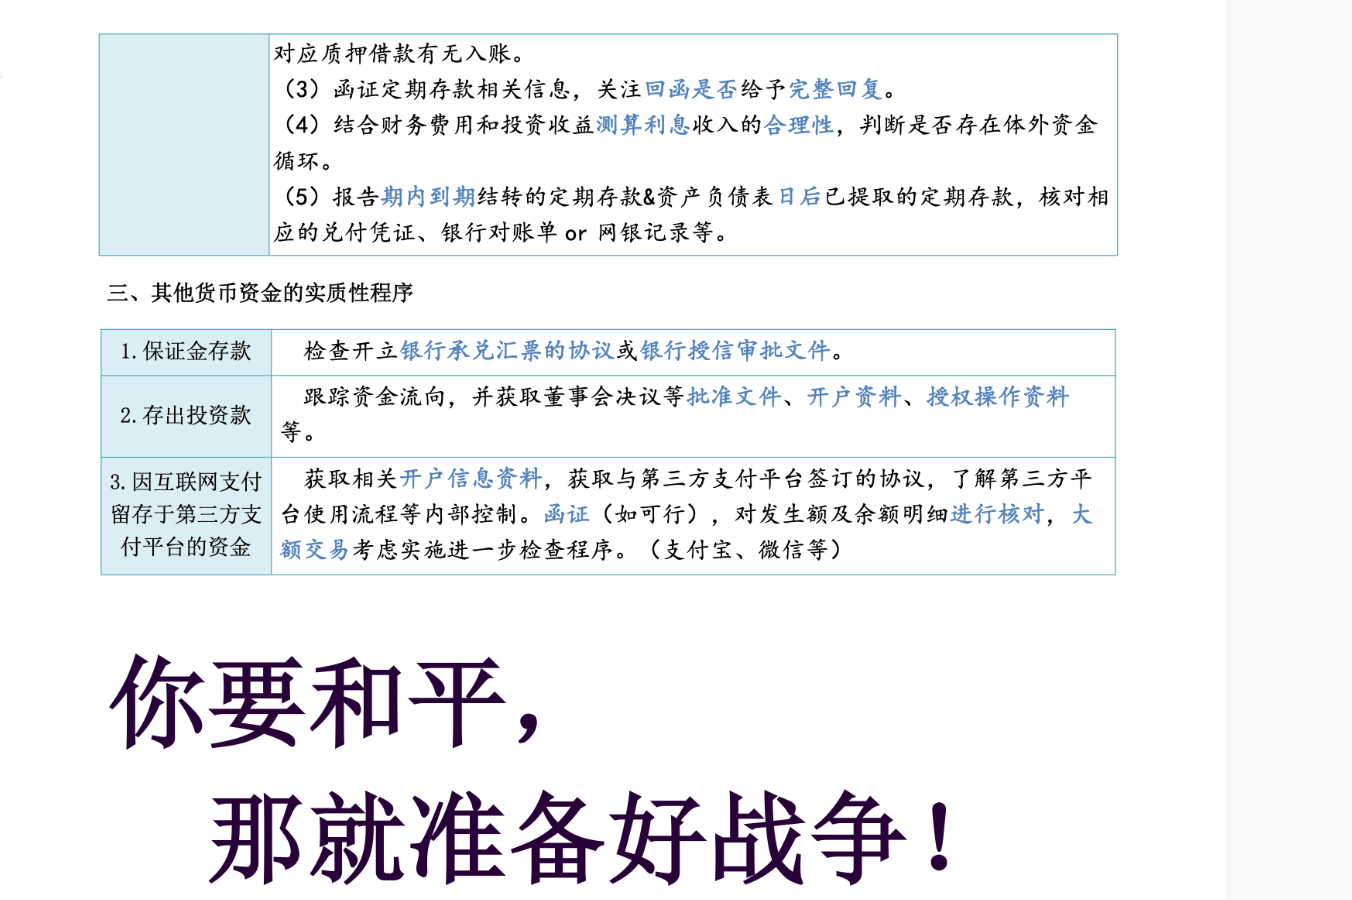 对应质押借款有无入账。
（3）函证定期存款相关信息，关注回函是否给予完整回复。
（4）结合财务费用和投资收益测算利息收入的合理性，判断是否存在体外资金
循环。
（5）报告期内到期结转的定期存款&资产负债表日后已提取的定期存款，核对相
应的兑付凭证、银行对账单 or 网银记录等。
三、其他货币资金的实质性程序
1.保证金存款
检查开立银行承兑汇票的协议或银行授信审批文件。
2.存出投资款
跟踪资金流向，并获取董事会决议等批准文件、开户资料、授权操作资料
等。
3.因互联网支付
留存于第三方支
付平台的资金
获取相关开户信息资料，获取与第三方支付平台签订的协议，了解第三方平
台使用流程等内部控制。函证（如可行），对发生额及余额明细进行核对，大
额交易考虑实施进一步检查程序。（支付宝、微信等）
你要和平，
那就准备好战争！